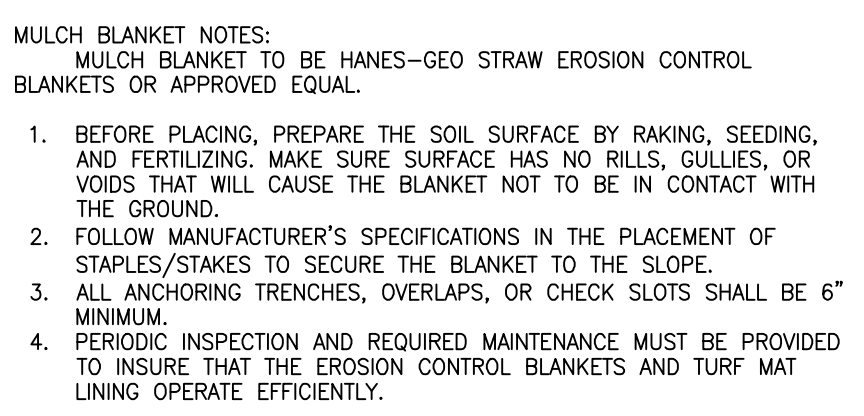 MULCH BLANKET NOTES:
MULCH BLANKET TO BE HANES-GEO STRAW EROSION CONTROL
BLANKETS OR APPROVED EQUAL.
1. BEFORE PLACING, PREPARE THE SOIL SURFACE BY RAKING, SEEDING,
AND FERTILIZING. MAKE SURE SURFACE HAS NO RILLS, GULLIES, OR
VOIDS THAT WILL CAUSE THE BLANKET NOT TO BE IN CONTACT WITH
THE GROUND.
2. FOLLOW MANUFACTURER'S SPECIFICATIONS IN THE PLACEMENT OF
STAPLES/STAKES TO SECURE THE BLANKET TO THE SLOPE.
3. ALL ANCHORING TRENCHES, OVERLAPS, OR CHECK SLOTS SHALL BE 6"
MINIMUM.
4. PERIODIC INSPECTION AND REQUIRED MAINTENANCE MUST BE PROVIDED
TO INSURE THAT THE EROSION CONTROL BLANKETS AND TURF MAT
LINING OPERATE EFFICIENTLY.